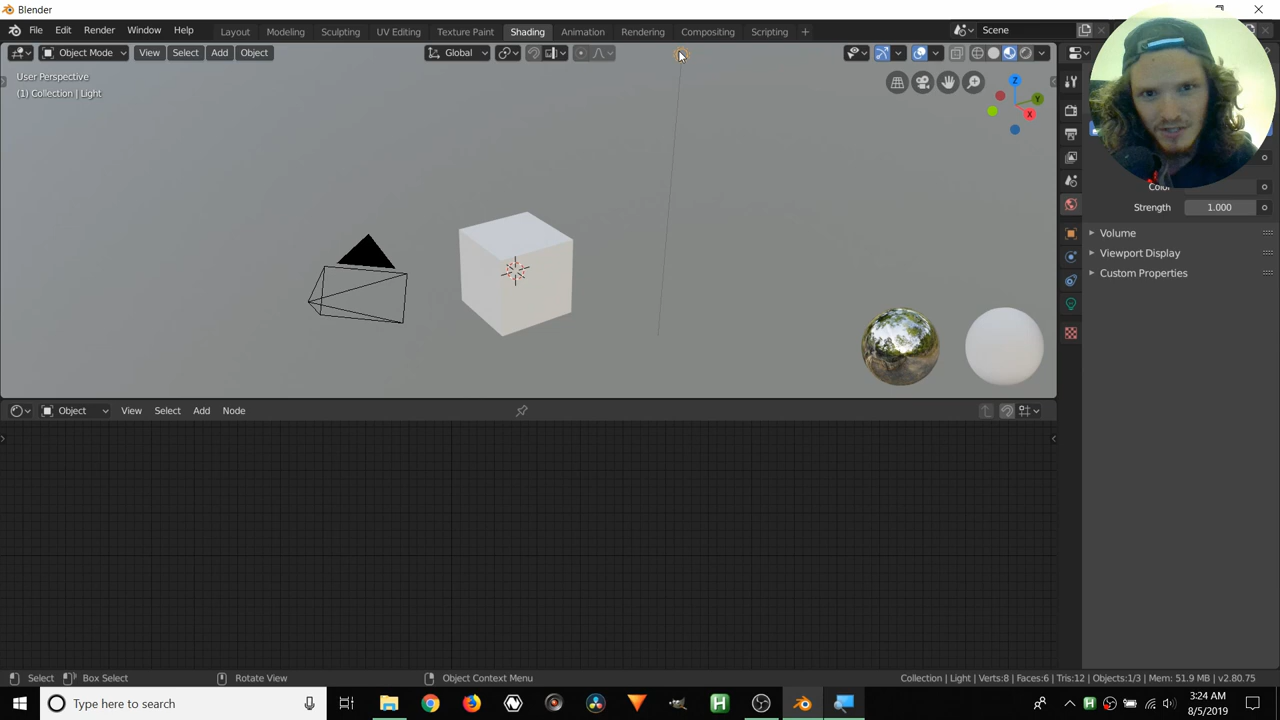 Blender
File Edit Render Window Help Layout Modeling Sculpting UV Editing Texture Paint Shading Animation Rendering Compositing Scripting + Scene
Object Mode View Select Add Object Global
User Perspective
(1) Collection | Light
Z
Y
X
Color
Strength 1.000
Volume
Viewport Display
Custom Properties
Object View Select Add Node
Select Box Select Rotate View Object Context Menu Collection | Light | Verts:8 | Faces:6 | Tris:12 | Objects:1/3 | Mem: 51.9 MB | v2.80.75
Type here to search
3:24 AM
8/5/2019